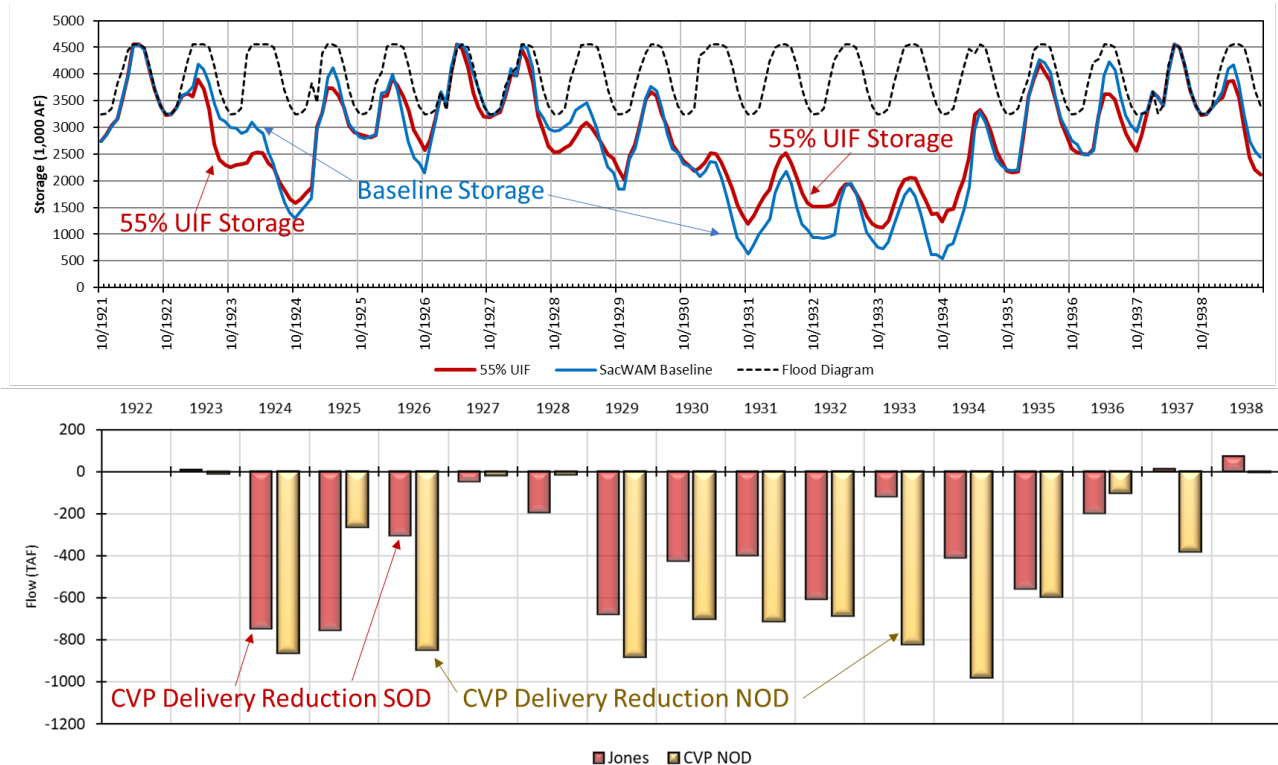 5000
4500
4000
3500
3000
2500
2000
1500
1000
500
0
Storage (1,000 AF)
55% UIF Storage
Baseline Storage
55% UIF Storage
10/1921
10/1922
10/1923
10/1924
10/1925
10/1926
10/1927
10/1928
10/1929
10/1930
10/1931
10/1932
10/1933
10/1934
10/1935
10/1936
10/1937
10/1938
55% UIF
SacWAM Baseline
Flood Diagram
1922 1923 1924 1925 1926 1927 1928 1929 1930 1931 1932 1933 1934 1935 1936 1937 1938
200
0
-200
-400
-600
-800
-1000
-1200
Flow (TAF)
CVP Delivery Reduction SOD
CVP Delivery Reduction NOD
Jones
CVP NOD